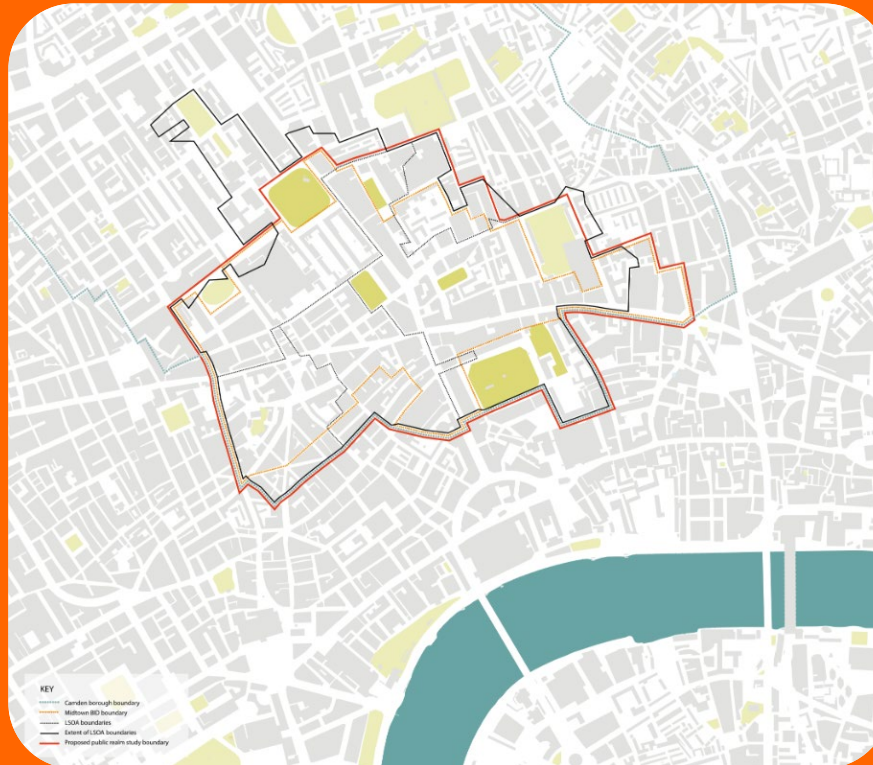 KEY
Camden borough boundary
Midtown BID boundary
LSOA boundaries
Extent of LSOA boundaries
Proposed public realm study boundary